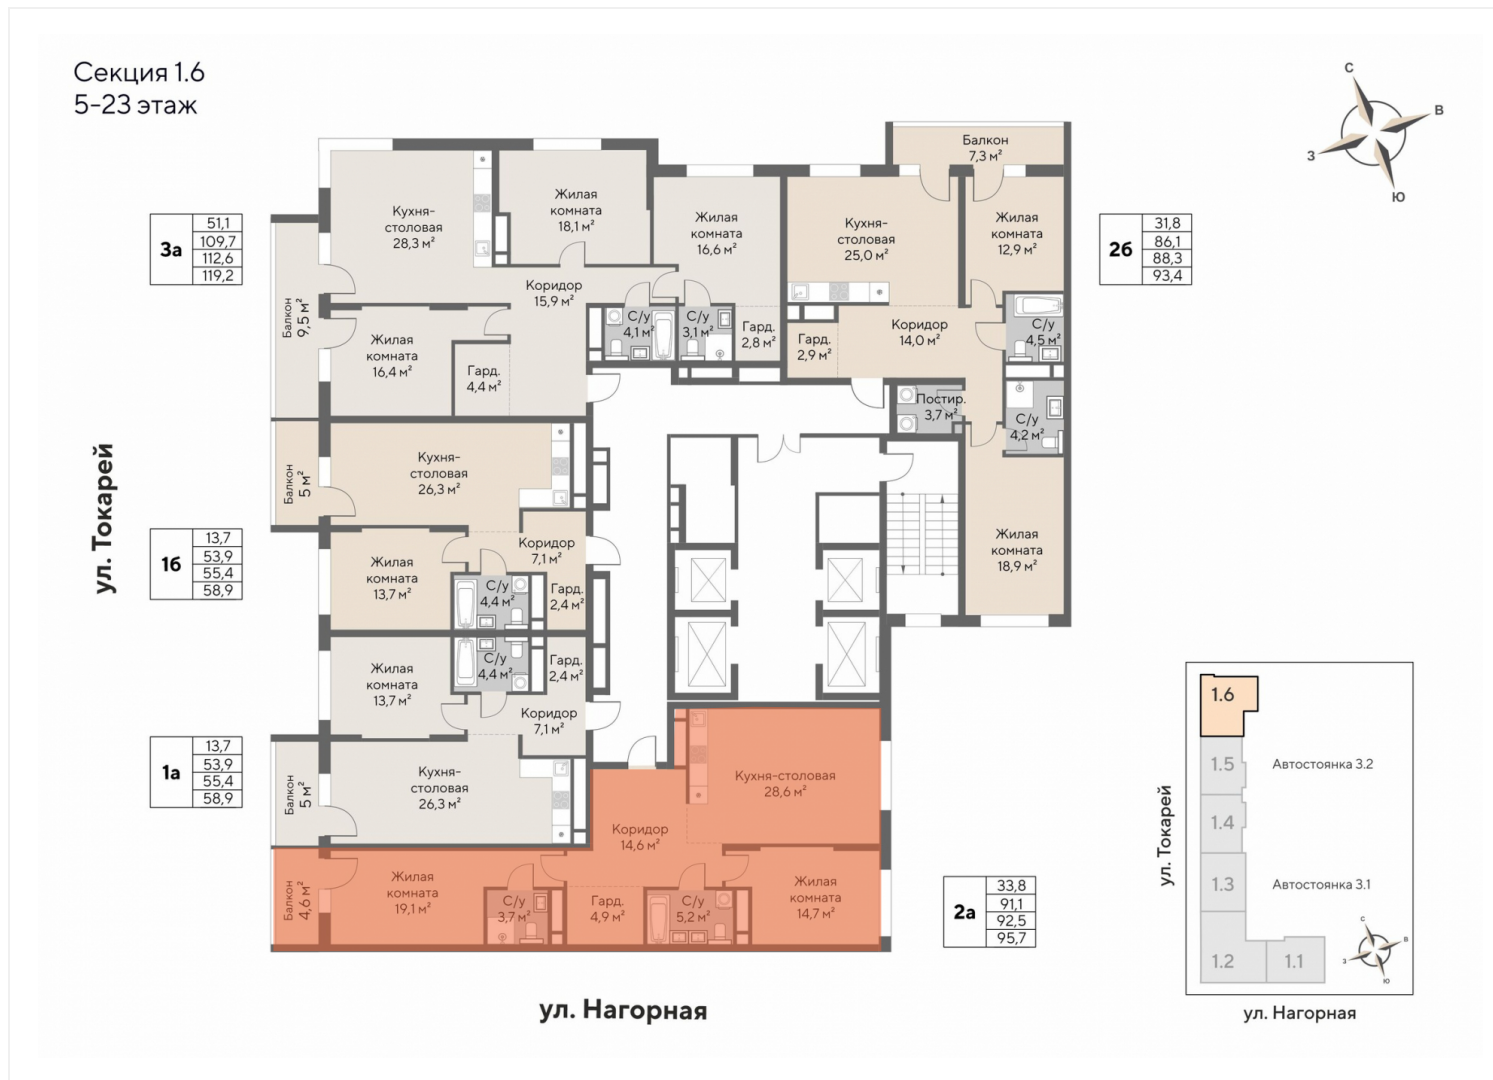 Секция 1.6
5-23 этаж
С
В
З
Ю
3а
51,1
109,7
112,6
119,2
2б
31,8
86,1
88,3
93,4
1б
13,7
53,9
55,4
58,9
1а
13,7
53,9
55,4
58,9
2а
33,8
91,1
92,5
95,7
Кухня-
столовая
28,3 м²
Жилая
комната
18,1 м²
Жилая
комната
16,6 м²
Коридор
15,9 м²
Балкон
9,5 м²
Жилая
комната
16,4 м²
Гард.
4,4 м²
С/у
4,1 м²
С/у
3,1 м²
Гард.
2,8 м²
Балкон
7,3 м²
Кухня-
столовая
25,0 м²
Жилая
комната
12,9 м²
Гард.
2,9 м²
Коридор
14,0 м²
С/у
4,5 м²
Постир.
3,7 м²
С/у
4,2 м²
Жилая
комната
18,9 м²
Балкон
5 м²
Кухня-
столовая
26,3 м²
Коридор
7,1 м²
Жилая
комната
13,7 м²
С/у
4,4 м²
Гард.
2,4 м²
Жилая
комната
13,7 м²
С/у
4,4 м²
Гард.
2,4 м²
Коридор
7,1 м²
Балкон
5 м²
Кухня-
столовая
26,3 м²
Кухня-столовая
28,6 м²
Коридор
14,6 м²
Балкон
4,6 м²
Жилая
комната
19,1 м²
С/у
3,7 м²
Гард.
4,9 м²
С/у
5,2 м²
Жилая
комната
14,7 м²
ул. Токарей
ул. Нагорная
1.6
1.5
1.4
1.3
1.2
1.1
Автостоянка 3.2
Автостоянка 3.1
С
В
З
Ю
ул. Токарей
ул. Нагорная